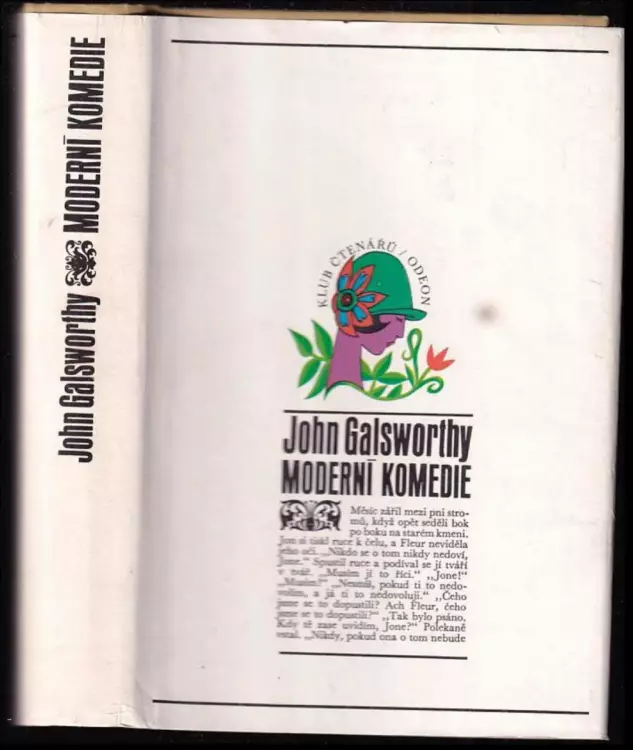 John Galsworthy MODERNÍ KOMEDIE
KLUB ČTENÁŘŮ / ODEON
John Galsworthy
MODERNÍ KOMEDIE
Měsíc zářil mezi pni stro-
mů, když opět seděli bok
po boku na starém kmeni.
Jon si tiskl ruce k čelu, a Fleur neviděla
jeho oči. „Nikdo se o tom nikdy nedoví,
Jone.“ Spustil ruce a podíval se jí tváří
v tvář. „Musím jí to říci.“ „Jone!“
„Musím!“ „Nesmíš, pokud ti to nedo-
volím, a já ti to nedovoluji.“ „Čeho
jsme se to dopustili? Ach Fleur, čeho
jsme se to dopustili?“ „Tak bylo psáno.
Kdy tě zase uvidím, Jone?“ Polekaně
vstal. „Nikdy, pokud ona o tom nebude